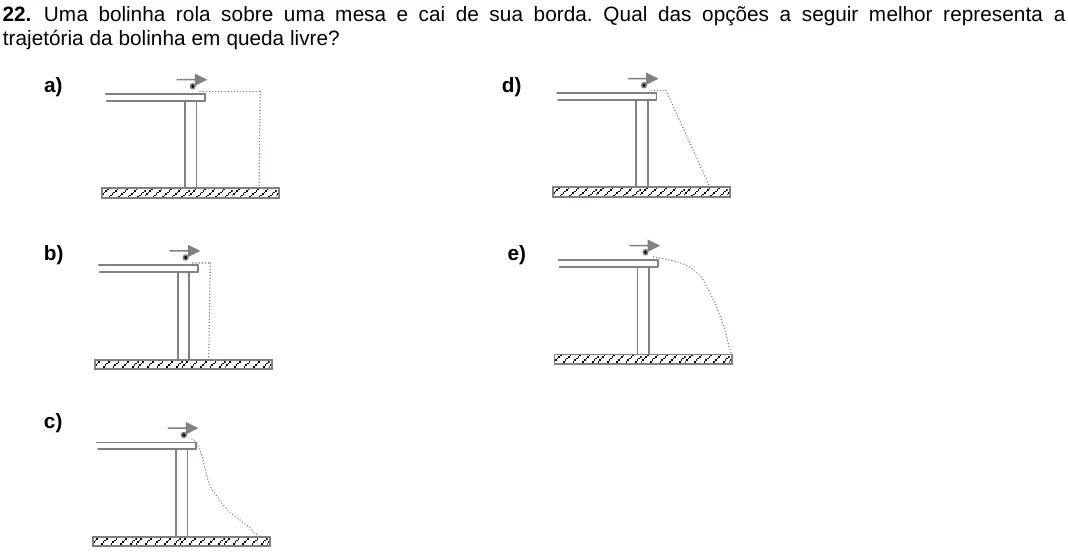 22. Uma bolinha rola sobre uma mesa e cai de sua borda. Qual das opções a seguir melhor representa a
trajetória da bolinha em queda livre?
a)
d)
b)
e)
c)